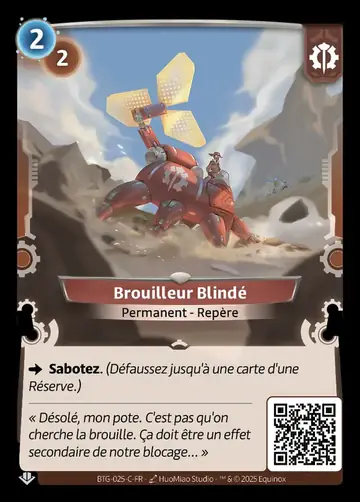 2
2
Brouilleur Blindé
Permanent - Repère
Sabotez. (Défaussez jusqu'à une carte d'une
Réserve.)
« Désolé, mon pote. C'est pas qu'on
cherche la brouille. Ça doit être un effet
secondaire de notre blocage... »
BTG-025-C-FR - HuoMiao Studio - ™ & © 2025 Equinox